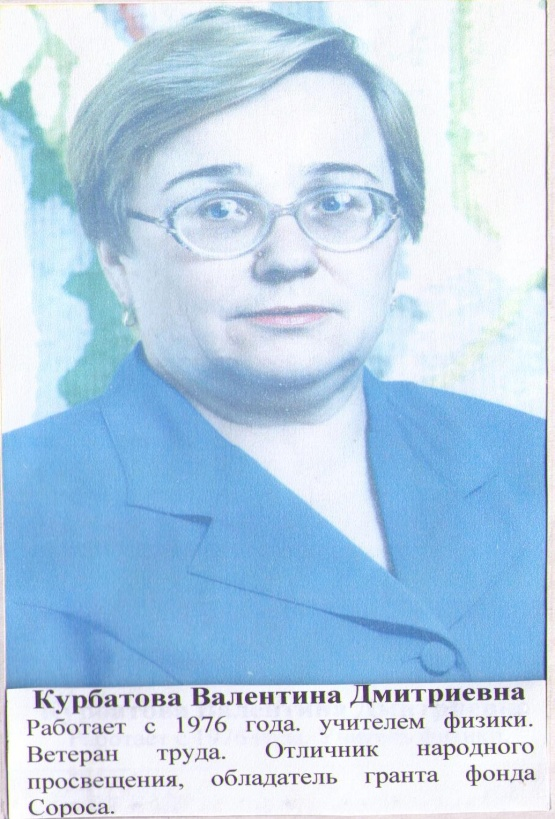 Курбатова Валентина Дмитриевна
Работает с 1976 года. учителем физики.
Ветеран труда. Отличник народного
просвещения, обладатель гранта фонда
Сороса.